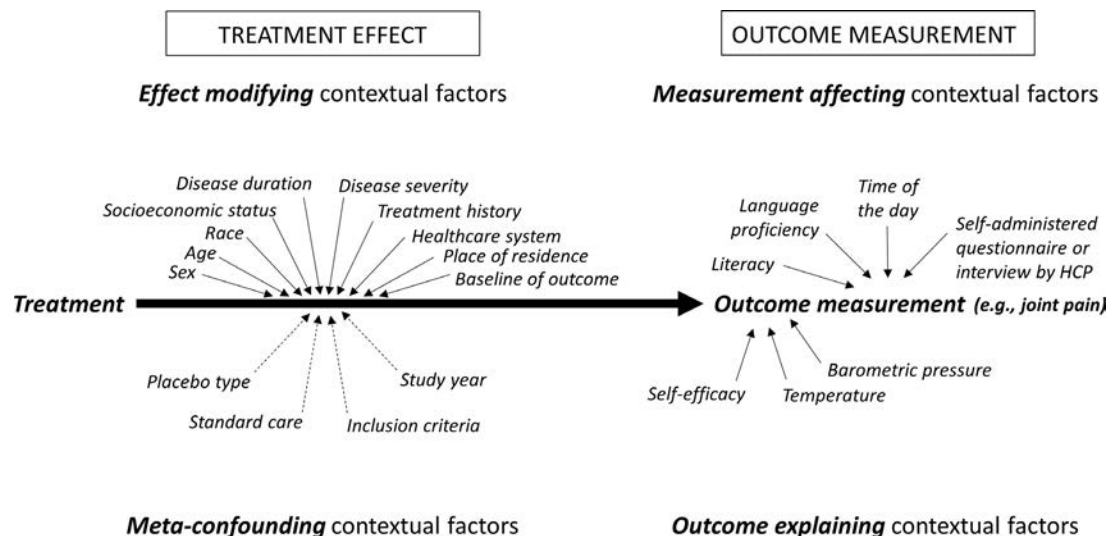 TREATMENT EFFECT
OUTCOME MEASUREMENT
Effect modifying contextual factors
Measurement affecting contextual factors
Disease duration
Disease severity
Socioeconomic status
Treatment history
Race
Healthcare system
Age
Place of residence
Sex
Baseline of outcome
Time of
the day
Language
proficiency
Self-administered
questionnaire or
interview by HCP
Literacy
Treatment
Outcome measurement (e.g., joint pain)
Placebo type
Study year
Standard care
Inclusion criteria
Barometric pressure
Self-efficacy
Temperature
Meta-confounding contextual factors
Outcome explaining contextual factors